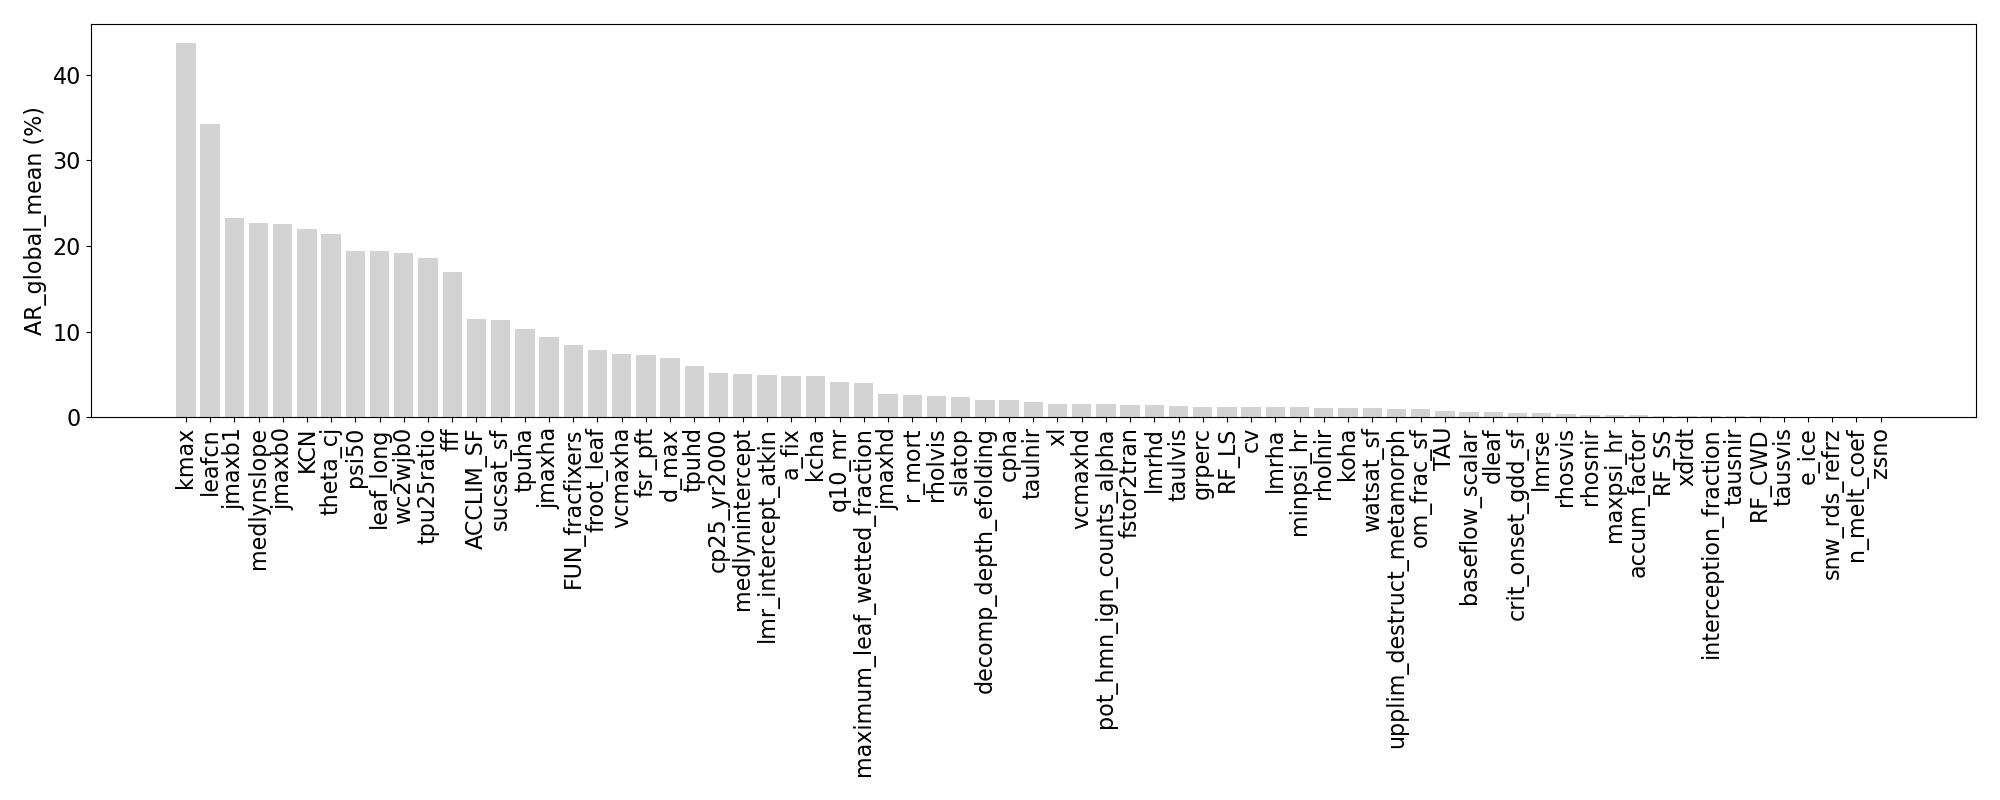 AR_global_mean (%)
40
30
20
10
0
kmax
leafcn
jmaxb1
medlynslope
jmaxb0
KCN
theta_cj
psi50
leaf_long
wc2wjb0
tpu25ratio
fff
ACCLIM_SF
sucsat_sf
tpuha
jmaxha
FUN_fracfixers
froot_leaf
vcmaxha
fsr_pft
d_max
tpuhd
cp25_yr2000
medlynintercept
lmr_intercept_atkin
a_fix
kcha
q10_mr
maximum_leaf_wetted_fraction
jmaxhd
r_mort
rholvis
slatop
decomp_depth_efolding
cpha
taulnir
xl
vcmaxhd
pot_hmn_ign_counts_alpha
fstor2tran
lmrhd
taulvis
grperc
RF_LS
cv
lmrha
minpsi_hr
rholnir
koha
watsat_sf
upplim_destruct_metamorph
om_frac_sf
TAU
baseflow_scalar
dleaf
crit_onset_gdd_sf
lmrse
rhosvis
rhosnir
maxpsi_hr
accum_factor
RF_SS
xdrdt
interception_fraction
tausnir
RF_CWD
tausvis
e_ice
snw_rds_refrz
n_melt_coef
zsno